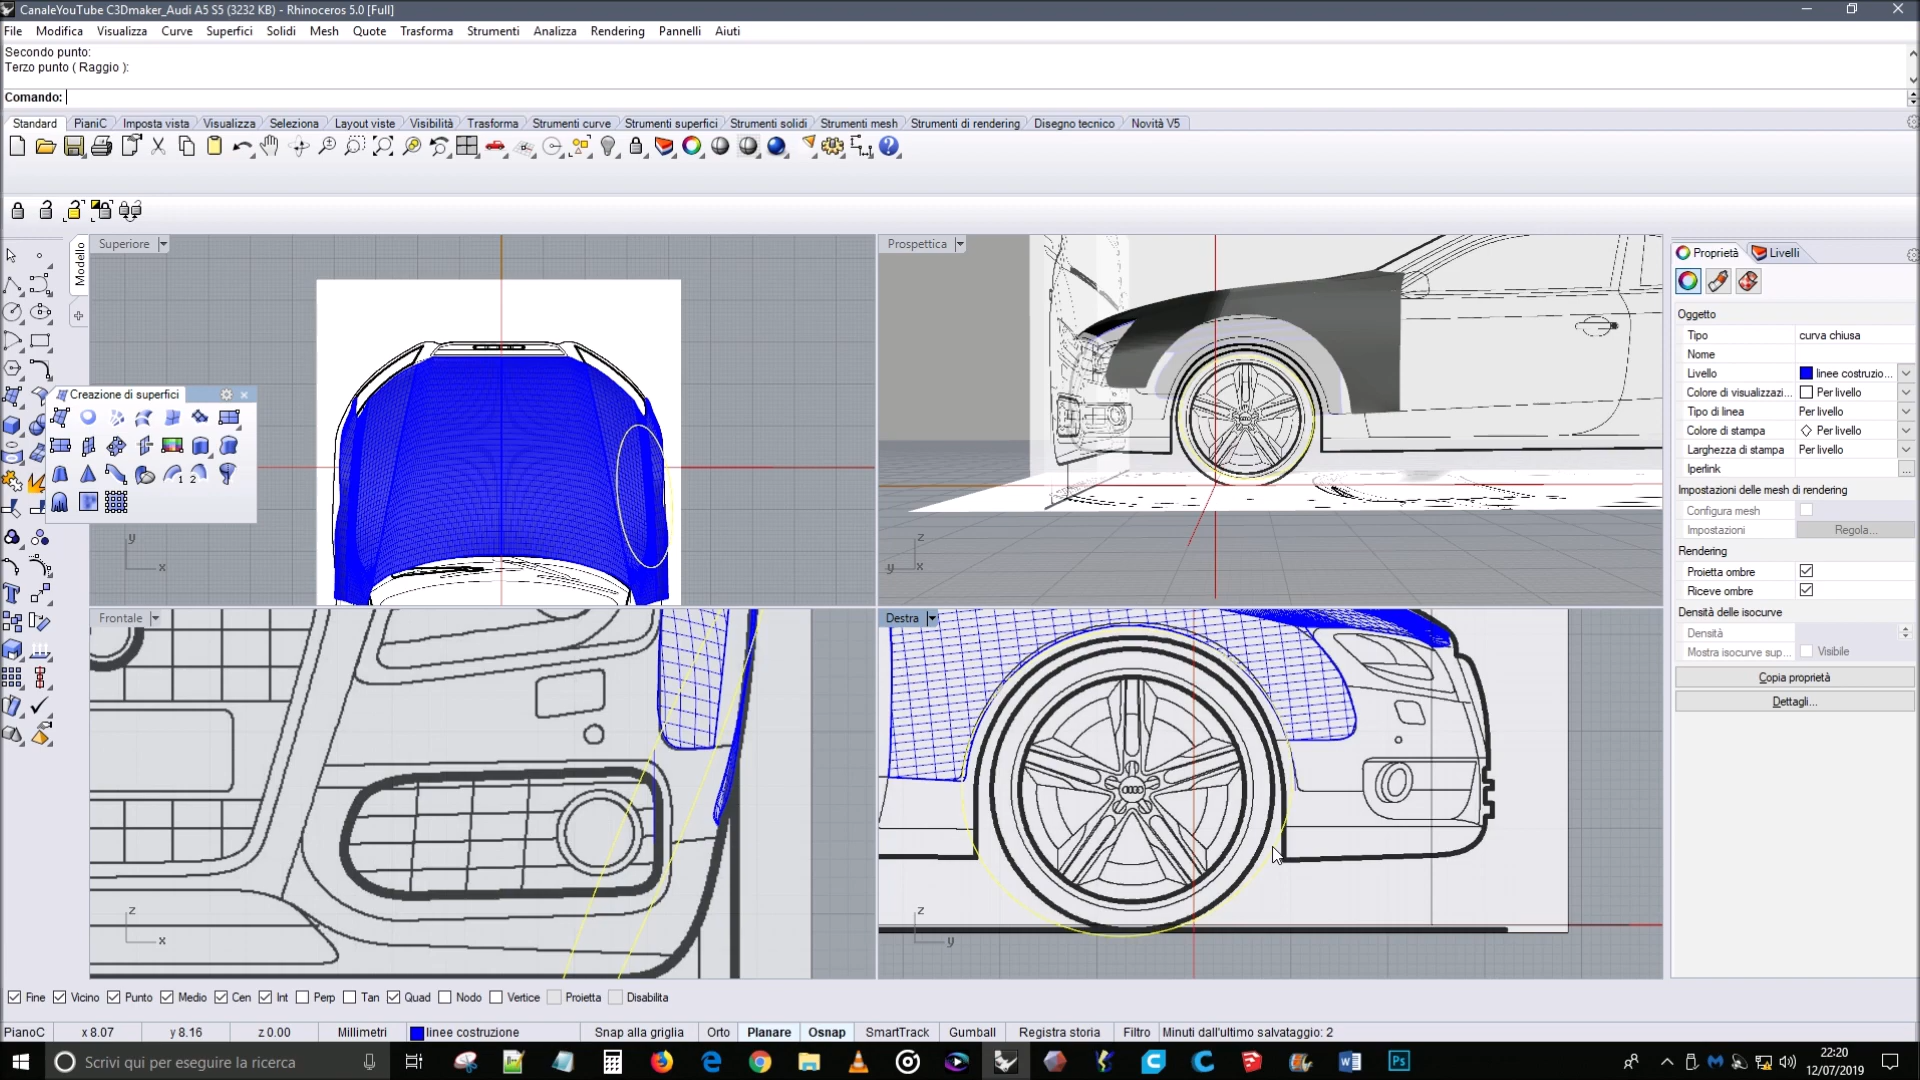 CanaleYouTube C3Dmaker_Audi A5 S5 (3232 KB) - Rhinoceros 5.0 [Full]
File Modifica Visualizza Curve Superfici Solidi Mesh Quote Trasforma Strumenti Analizza Rendering Pannelli Aiuti
Secondo punto:
Terzo punto ( Raggio ):
Comando:
Standard PianiC Imposta vista Visualizza Seleziona Layout viste Visibilità Trasforma Strumenti curve Strumenti superfici Strumenti solidi Strumenti mesh Strumenti di rendering Disegno tecnico Novità V5
Modello
Superiore
Prospettica
Proprietà Livelli
Creazione di superfici
1 2
y
x
z
y
x
Frontale
Destra
z
x
z
y
Oggetto
Tipo curva chiusa
Nome
Livello linee costruzio...
Colore di visualizzazi... Per livello
Tipo di linea Per livello
Colore di stampa Per livello
Larghezza di stampa Per livello
Iperlink ...
Impostazioni delle mesh di rendering
Configura mesh
Impostazioni Regola...
Rendering
Proietta ombre
Riceve ombre
Densità delle isocurve
Densità
Mostra isocurve sup... Visibile
Copia proprietà
Dettagli...
Fine Vicino Punto Medio Cen Int Perp Tan Quad Nodo Vertice Proietta Disabilita
PianoC x 8.07 y 8.16 z 0.00 Millimetri linee costruzione Snap alla griglia Orto Planare Osnap SmartTrack Gumball Registra storia Filtro Minuti dall'ultimo salvataggio: 2
Scrivi qui per eseguire la ricerca
Ps
22:20
12/07/2019